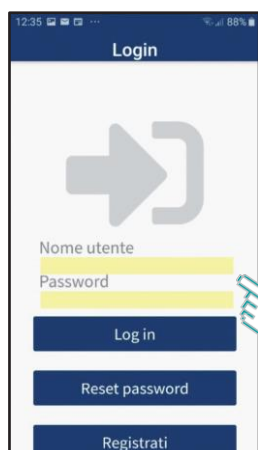 12:35 ... 88%
Login
Nome utente
Password
Log in
Reset password
Registrati